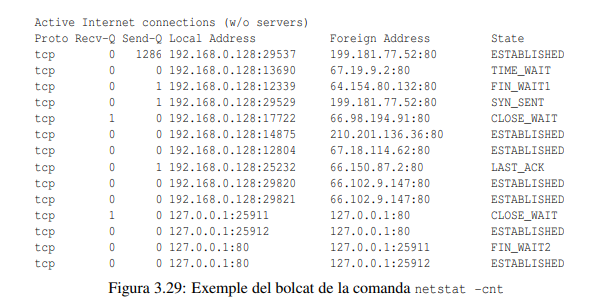 Active Internet connections (w/o servers)
Proto Recv-Q Send-Q Local Address Foreign Address State
tcp 0 1286 192.168.0.128:29537 199.181.77.52:80 ESTABLISHED
tcp 0 0 192.168.0.128:13690 67.19.9.2:80 TIME_WAIT
tcp 0 1 192.168.0.128:12339 64.154.80.132:80 FIN_WAIT1
tcp 0 1 192.168.0.128:29529 199.181.77.52:80 SYN_SENT
tcp 1 0 192.168.0.128:17722 66.98.194.91:80 CLOSE_WAIT
tcp 0 0 192.168.0.128:14875 210.201.136.36:80 ESTABLISHED
tcp 0 0 192.168.0.128:12804 67.18.114.62:80 ESTABLISHED
tcp 0 1 192.168.0.128:25232 66.150.87.2:80 LAST_ACK
tcp 0 0 192.168.0.128:29820 66.102.9.147:80 ESTABLISHED
tcp 0 0 192.168.0.128:29821 66.102.9.147:80 ESTABLISHED
tcp 1 0 127.0.0.1:25911 127.0.0.1:80 CLOSE_WAIT
tcp 0 0 127.0.0.1:25912 127.0.0.1:80 ESTABLISHED
tcp 0 0 127.0.0.1:80 127.0.0.1:25911 FIN_WAIT2
tcp 0 0 127.0.0.1:80 127.0.0.1:25912 ESTABLISHED
Figura 3.29: Exemple del bolcat de la comanda netstat -cnt